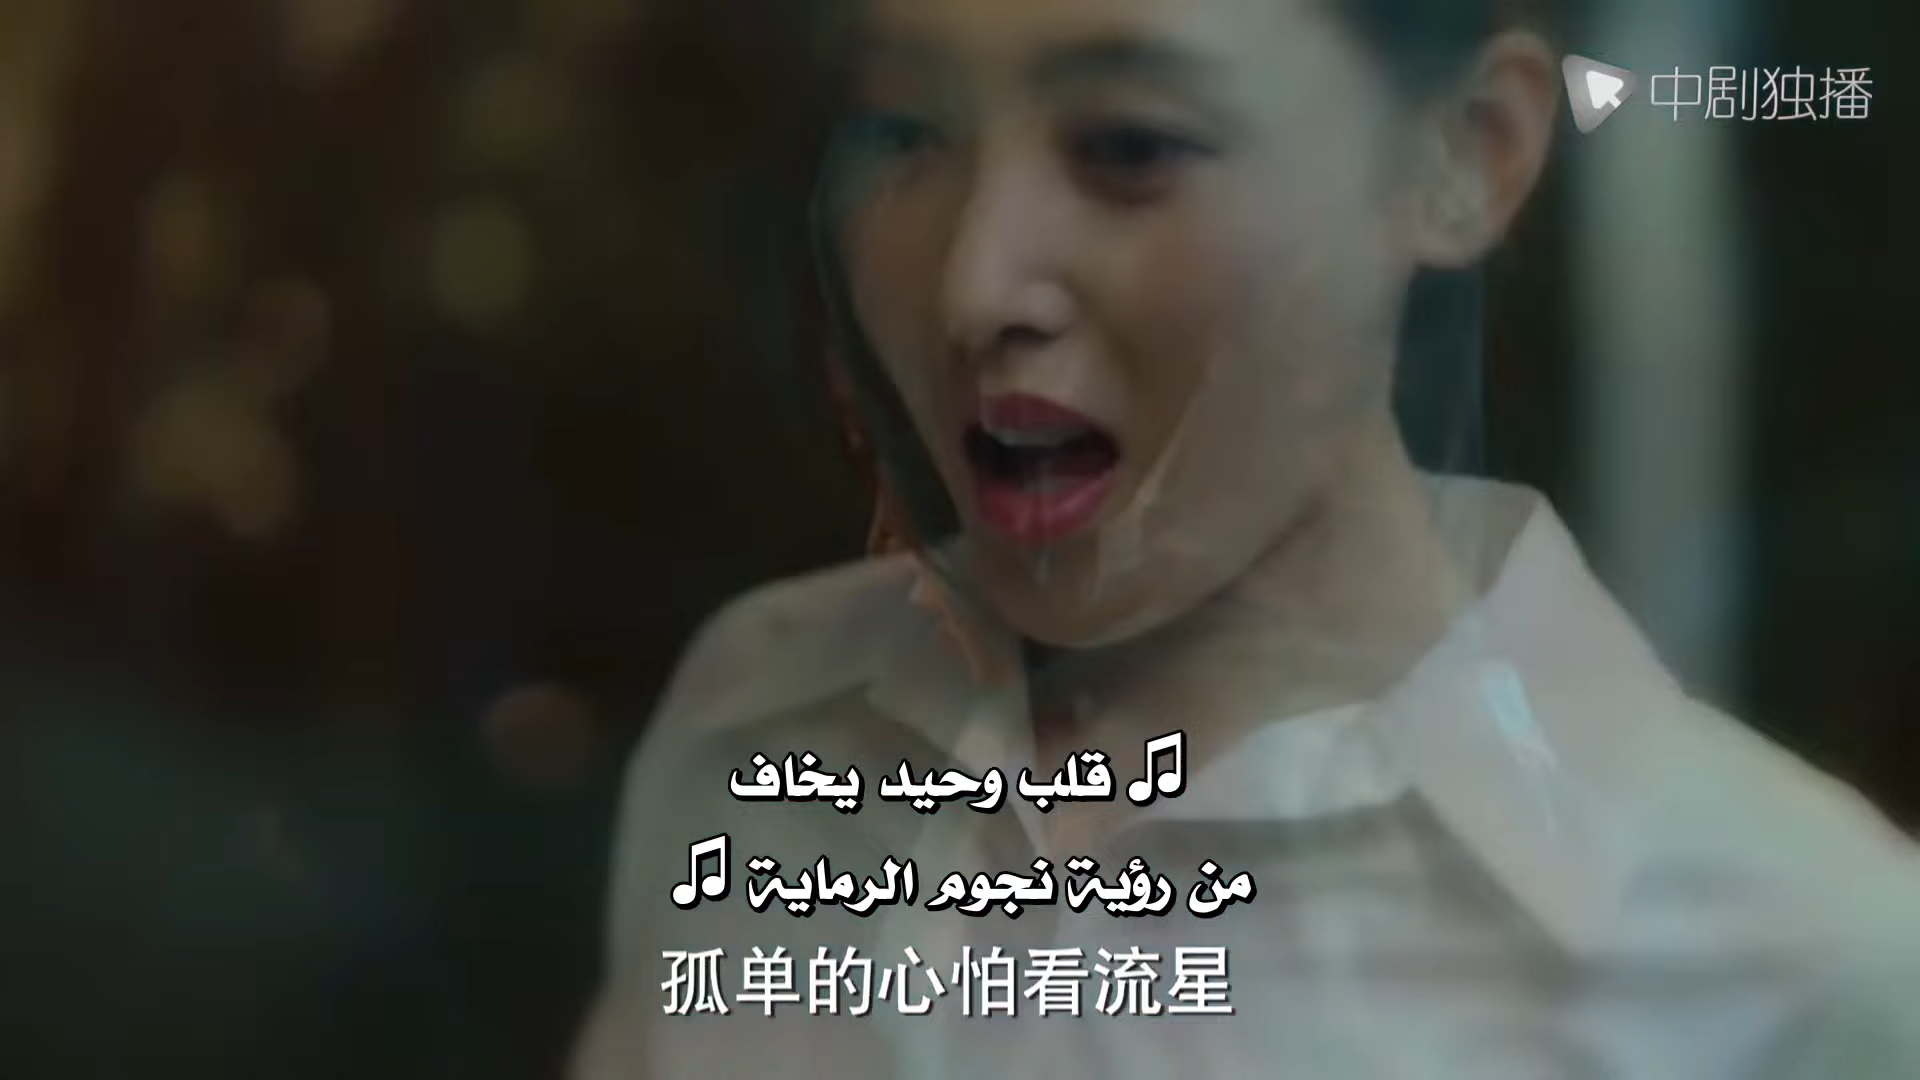 中剧独播
♫ قلب وحيد يخاف
من رؤية نجوم الرماية ♫
孤单的心怕看流星